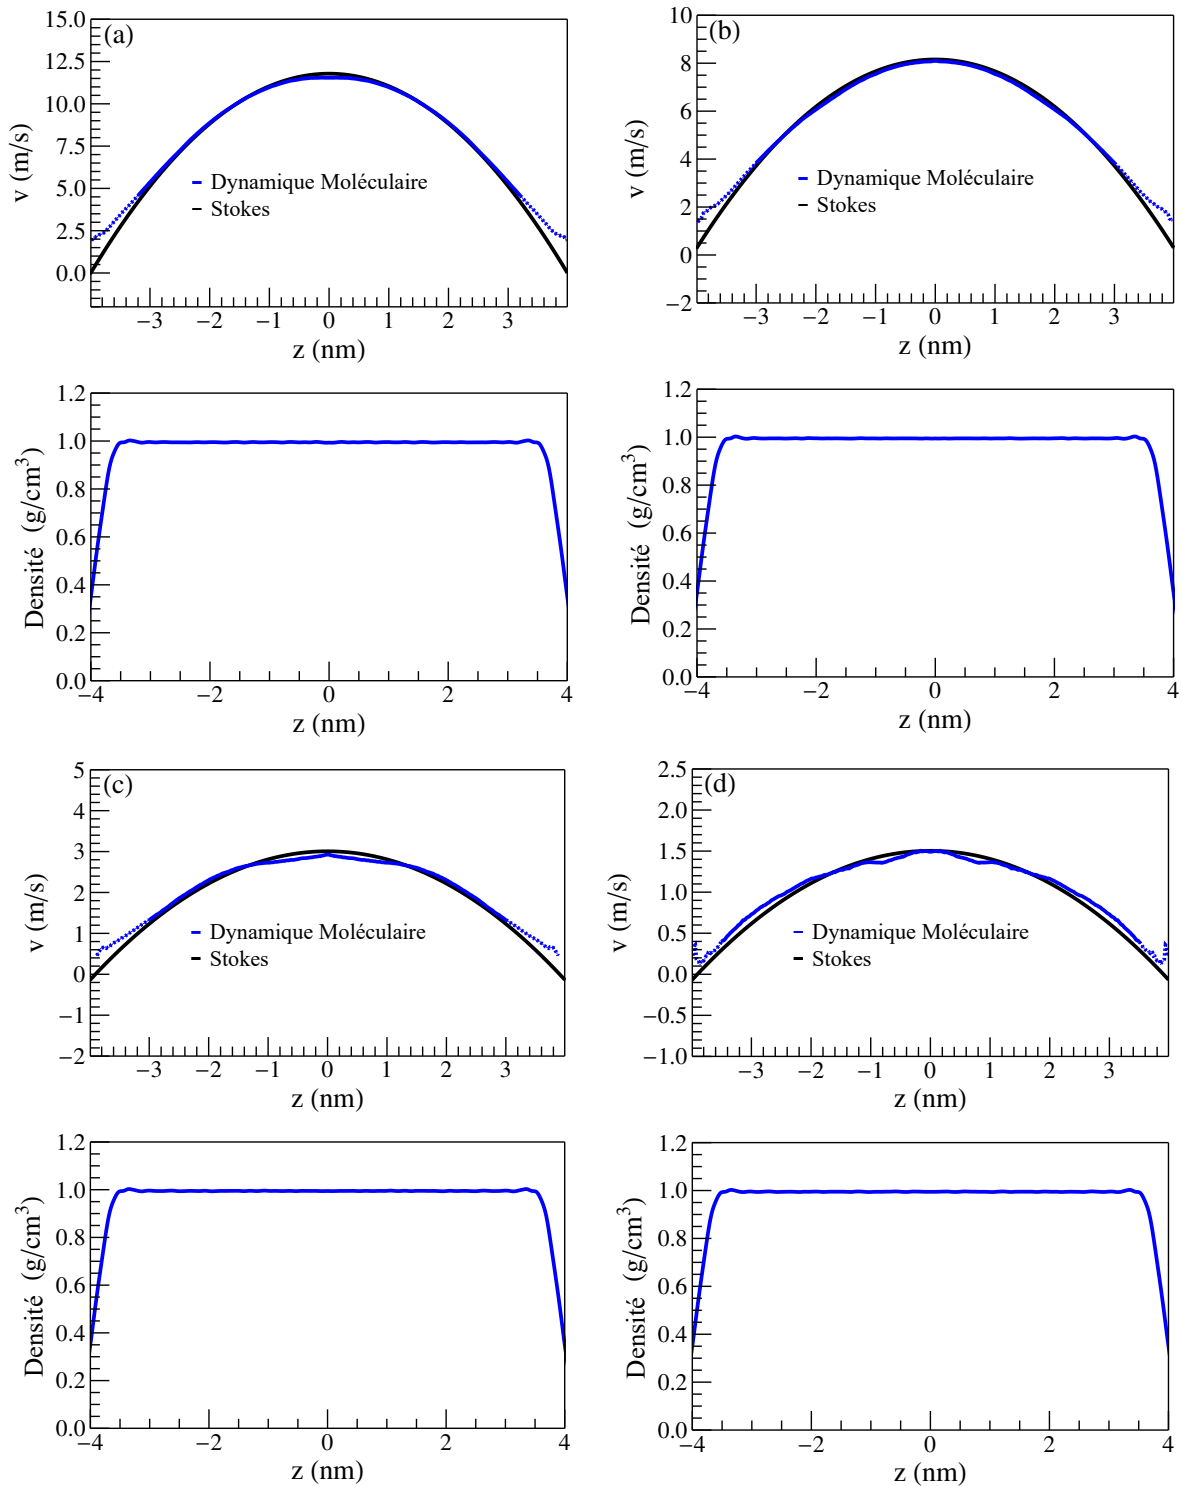 (a)
15.0
12.5
10.0
7.5
5.0
2.5
0.0
v (m/s)
Dynamique Moléculaire
Stokes
−3 −2 −1 0 1 2 3
z (nm)
(b)
10
8
6
4
2
0
−2
v (m/s)
Dynamique Moléculaire
Stokes
−3 −2 −1 0 1 2 3
z (nm)
1.2
1.0
0.8
0.6
0.4
0.2
0.0
Densité (g/cm³)
−4 −2 0 2 4
z (nm)
1.2
1.0
0.8
0.6
0.4
0.2
0.0
Densité (g/cm³)
−4 −2 0 2 4
z (nm)
(c)
5
4
3
2
1
0
−1
−2
v (m/s)
Dynamique Moléculaire
Stokes
−3 −2 −1 0 1 2 3
z (nm)
(d)
2.5
2.0
1.5
1.0
0.5
0.0
−0.5
−1.0
v (m/s)
Dynamique Moléculaire
Stokes
−3 −2 −1 0 1 2 3
z (nm)
1.2
1.0
0.8
0.6
0.4
0.2
0.0
Densité (g/cm³)
−4 −2 0 2 4
z (nm)
1.2
1.0
0.8
0.6
0.4
0.2
0.0
Densité (g/cm³)
−4 −2 0 2 4
z (nm)